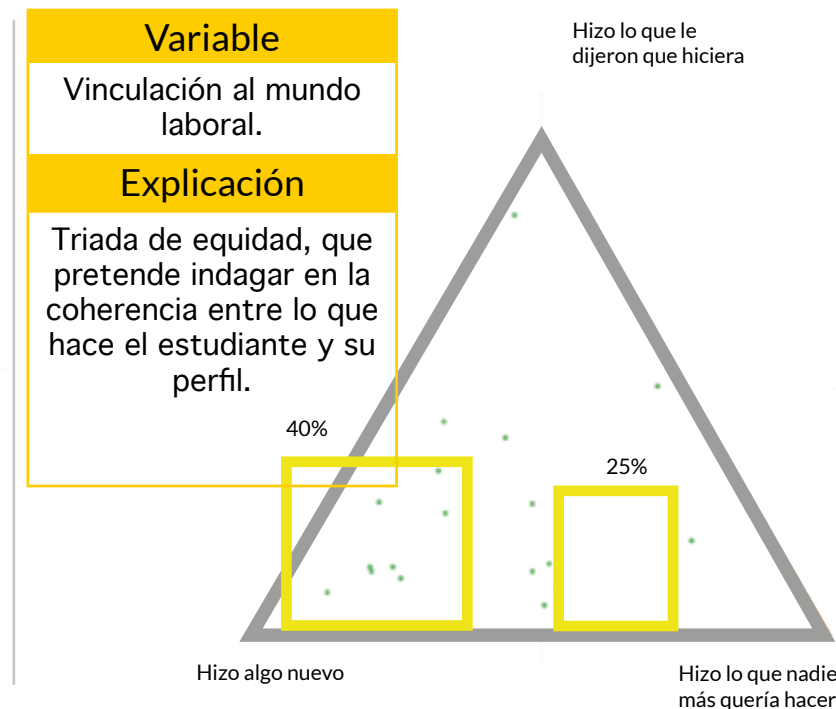 Variable
Vinculación al mundo
laboral.
Explicación
Triada de equidad, que
pretende indagar en la
coherencia entre lo que
hace el estudiante y su
perfil.
Hizo lo que le
dijeron que hiciera
40%
25%
Hizo algo nuevo
Hizo lo que nadie
más quería hacer